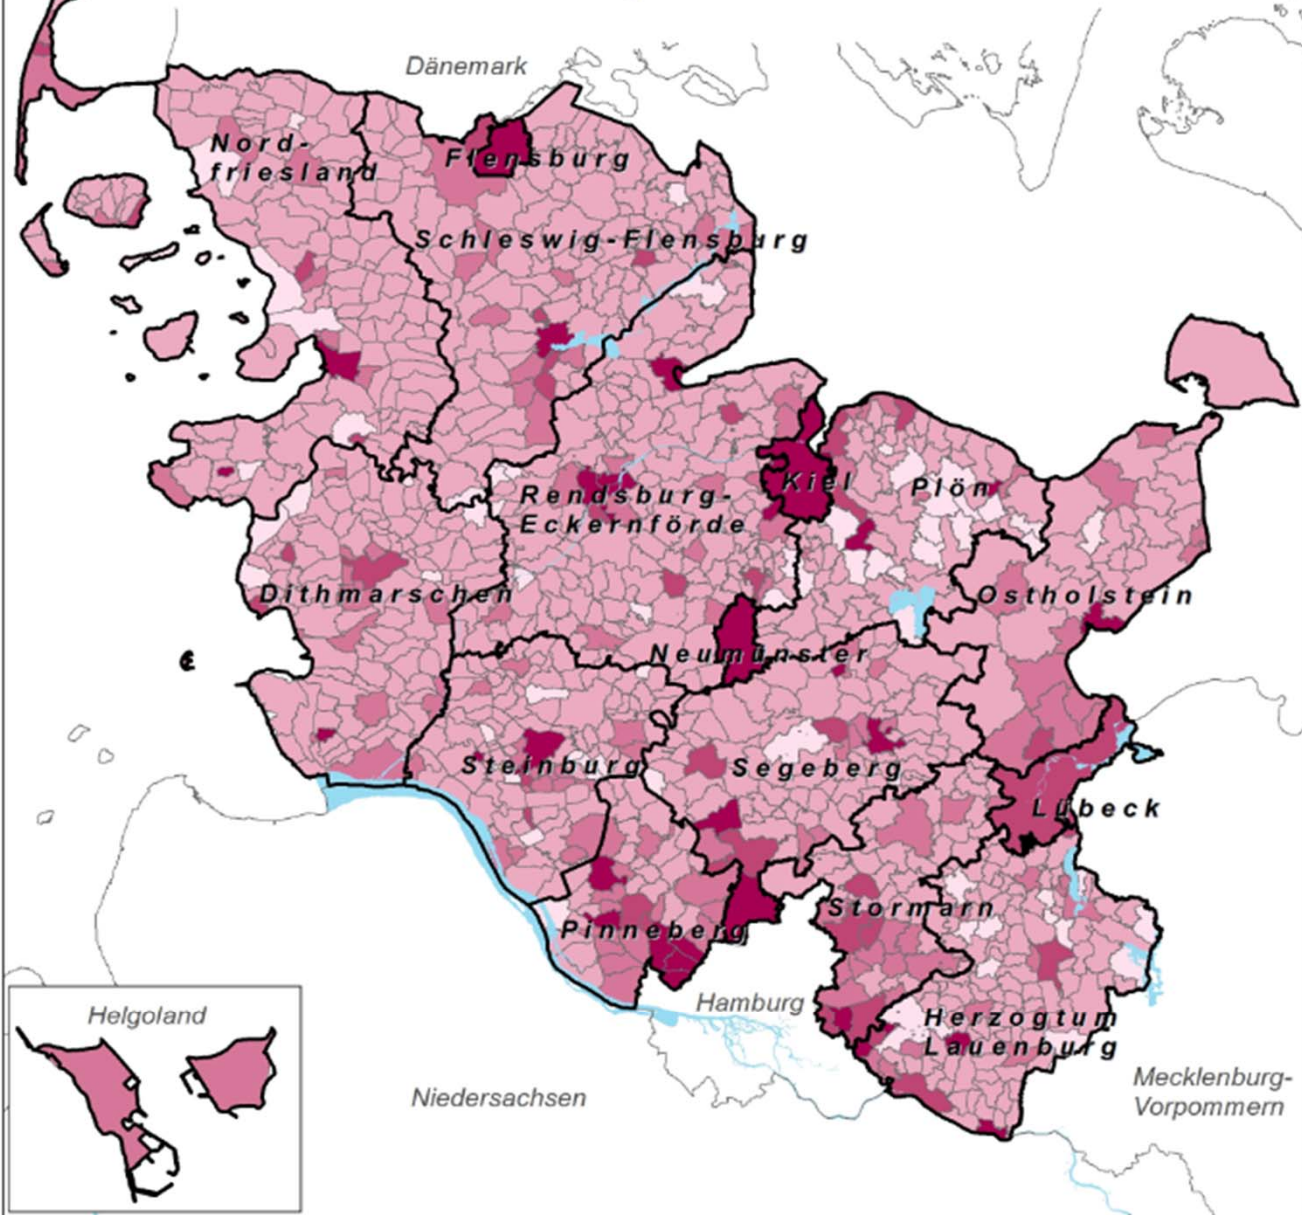 Dänemark
Nord-
friesland
Flensburg
Schleswig-Flensburg
Kiel
Plön
Rendsburg-
Eckernförde
Dithmarschen
Ostholstein
Neumünster
Steinburg
Segeberg
Lübeck
Stormarn
Pinneberg
Hamburg
Helgoland
Herzogtum
Lauenburg
Niedersachsen
Mecklenburg-
Vorpommern